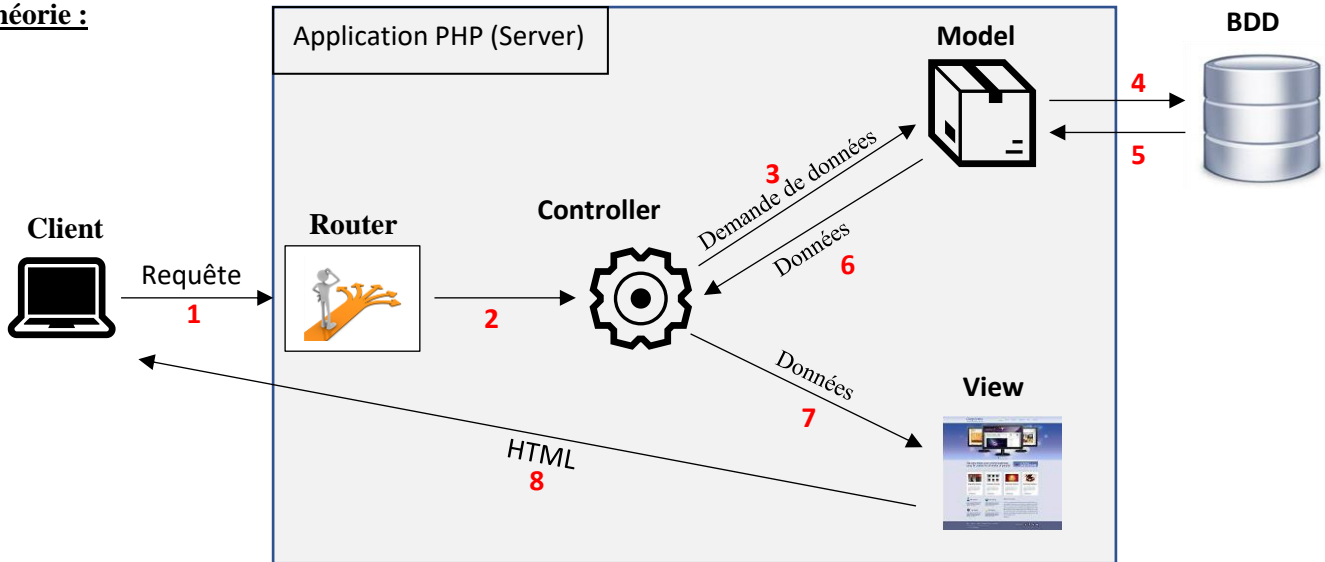 héorie :
Application PHP (Server)
Model
BDD
4
5
3
Demande de données
Données
6
Controller
Client
Router
Requête
1
2
Données
7
View
HTML
8